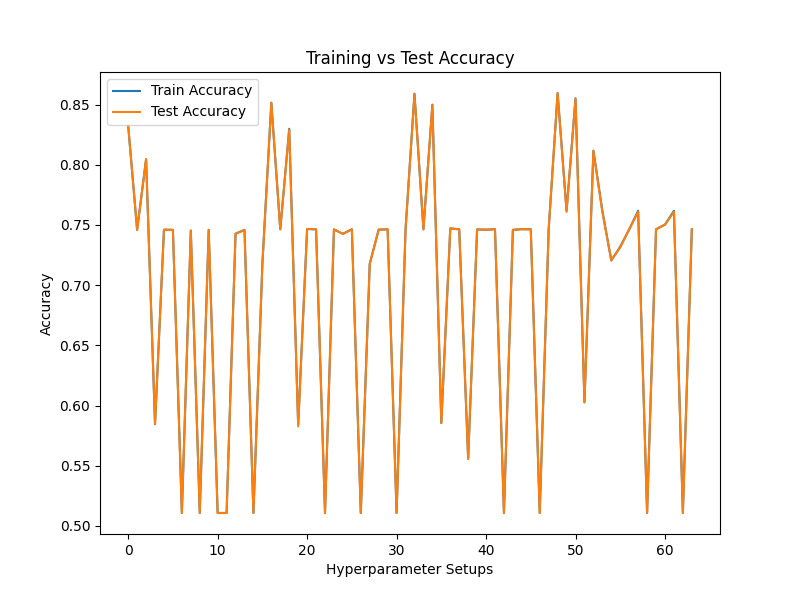 Training vs Test Accuracy
Train Accuracy
Test Accuracy
0.85
0.80
0.75
0.70
0.65
0.60
0.55
0.50
Accuracy
0 10 20 30 40 50 60
Hyperparameter Setups